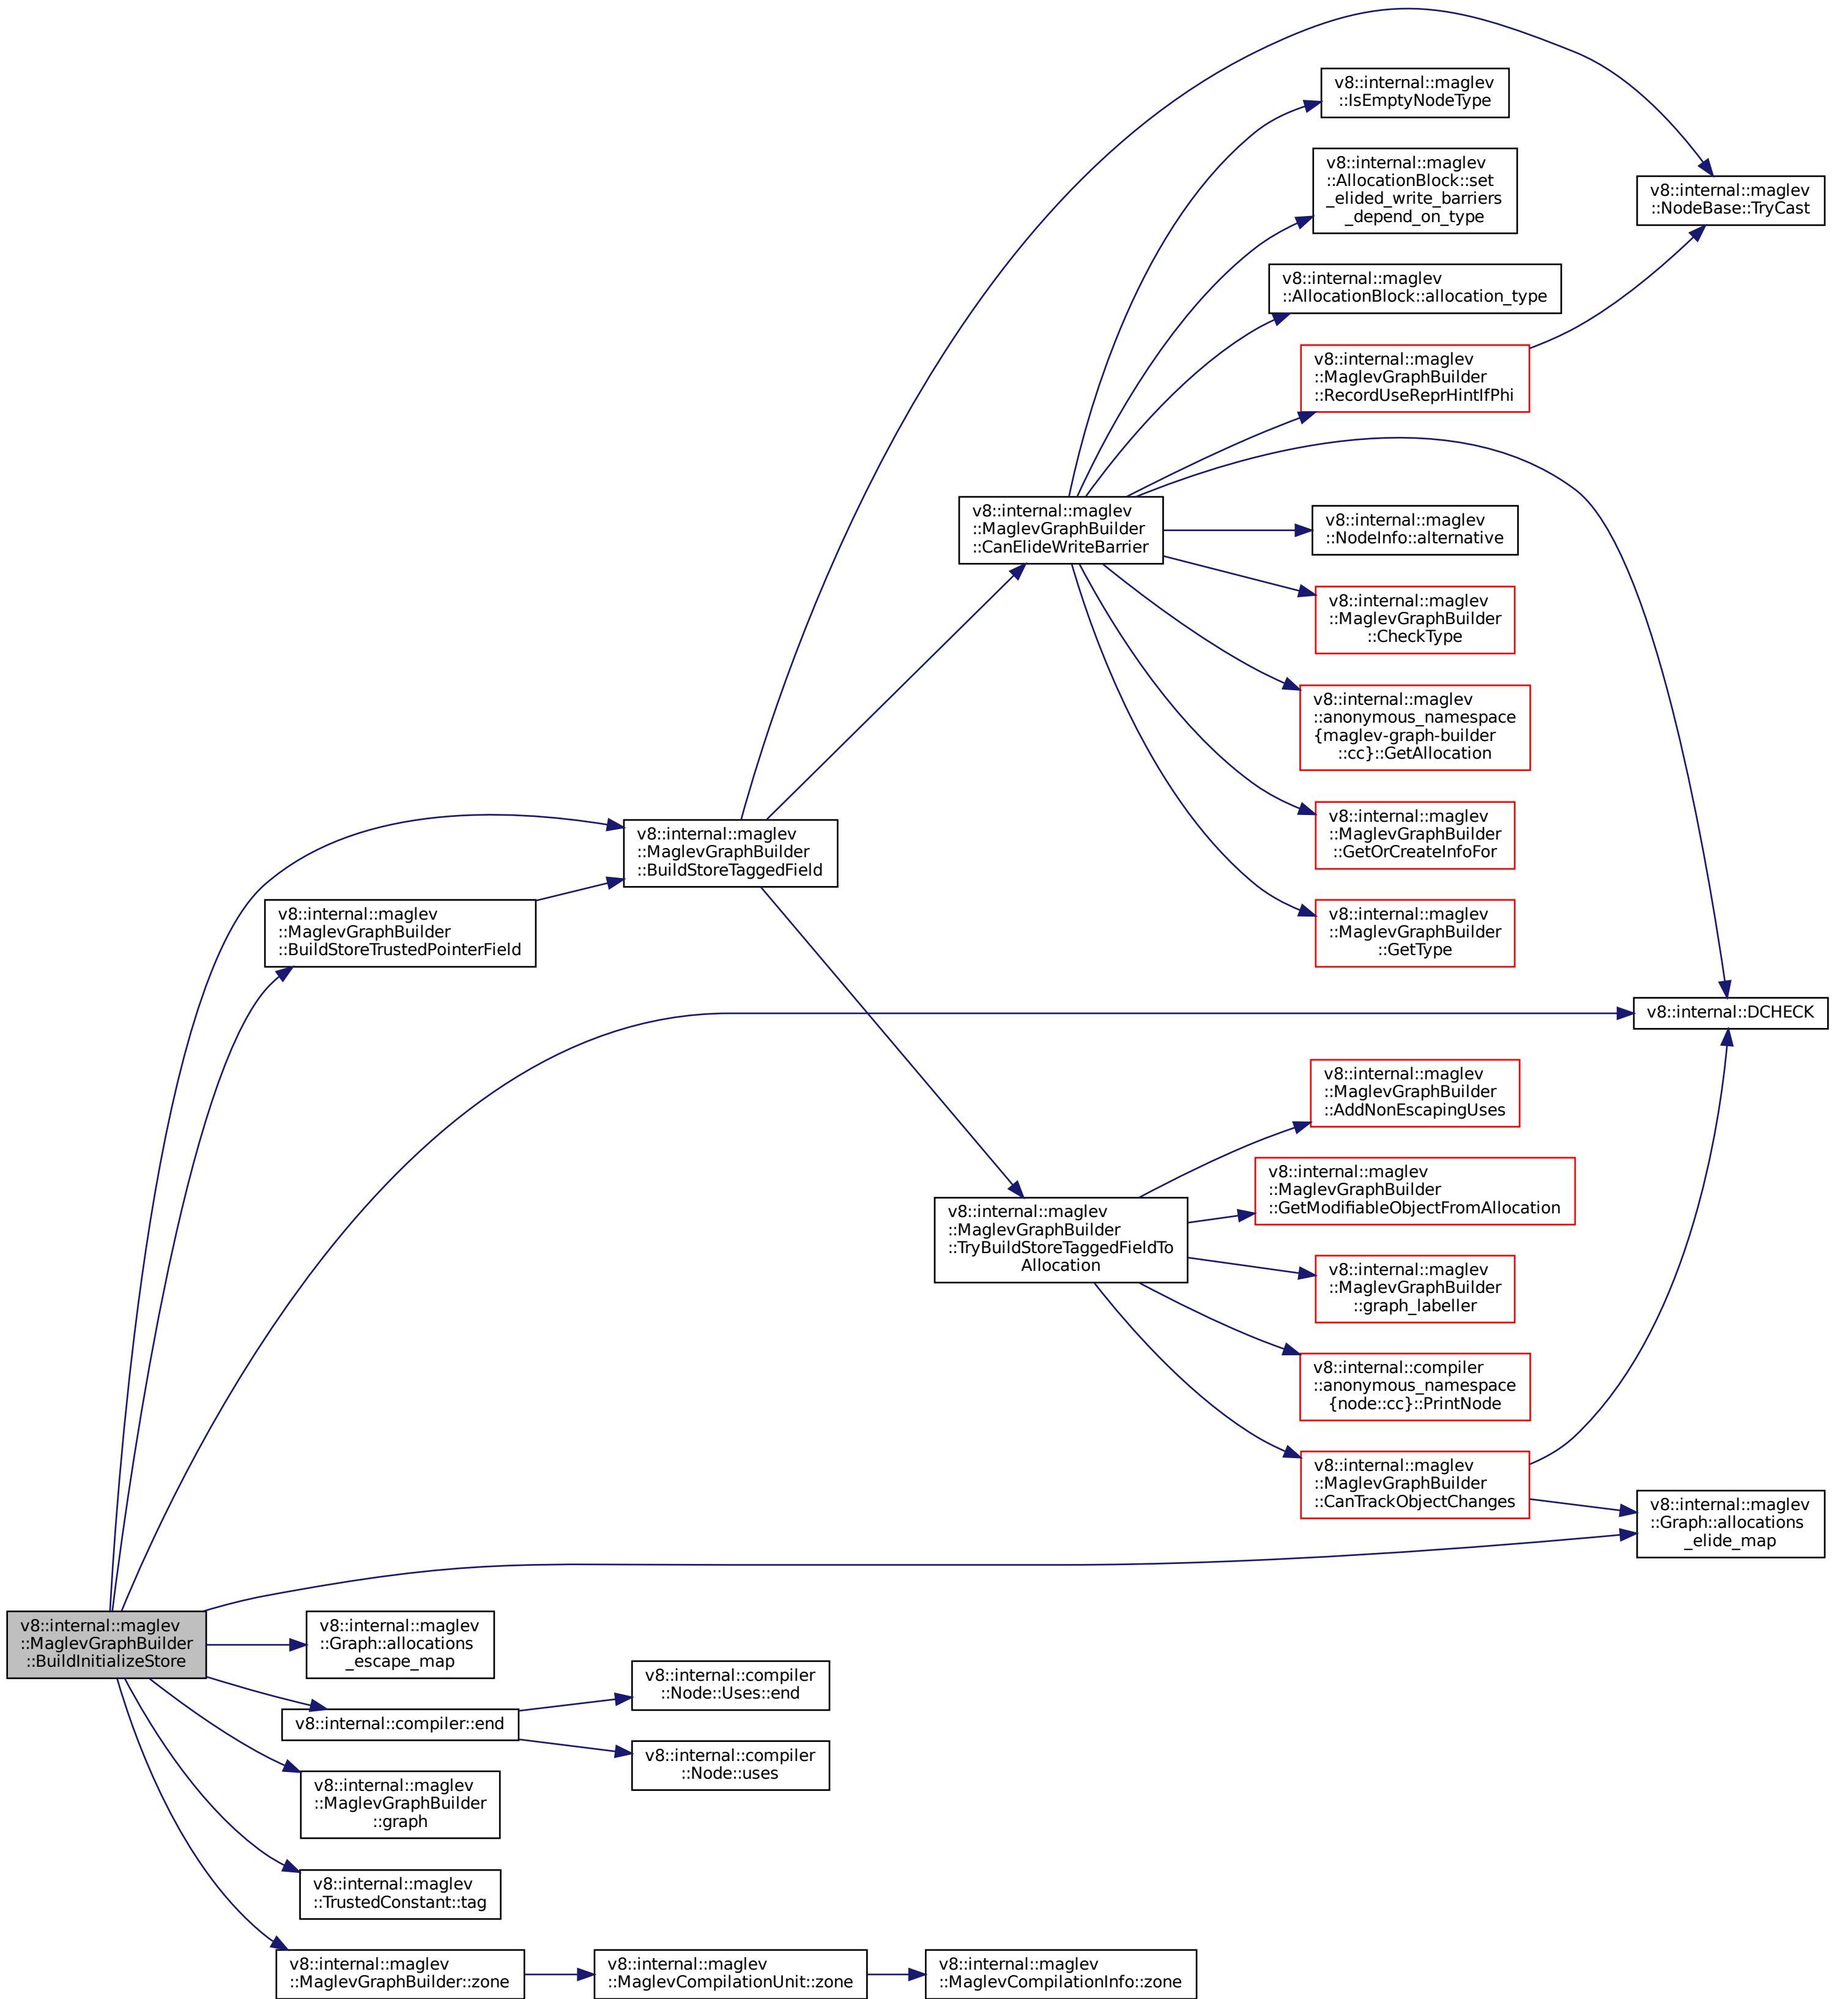 v8::internal::maglev
::IsEmptyNodeType
v8::internal::maglev
::AllocationBlock::set
_elided_write_barriers
_depend_on_type
v8::internal::maglev
::NodeBase::TryCast
v8::internal::maglev
::AllocationBlock::allocation_type
v8::internal::maglev
::MaglevGraphBuilder
::RecordUseReprHintIfPhi
v8::internal::maglev
::MaglevGraphBuilder
::CanElideWriteBarrier
v8::internal::maglev
::NodeInfo::alternative
v8::internal::maglev
::MaglevGraphBuilder
::CheckType
v8::internal::maglev
::anonymous_namespace
{maglev-graph-builder
::cc}::GetAllocation
v8::internal::maglev
::MaglevGraphBuilder
::GetOrCreateInfoFor
v8::internal::maglev
::MaglevGraphBuilder
::BuildStoreTaggedField
v8::internal::maglev
::MaglevGraphBuilder
::BuildStoreTrustedPointerField
v8::internal::maglev
::MaglevGraphBuilder
::GetType
v8::internal::DCHECK
v8::internal::maglev
::MaglevGraphBuilder
::AddNonEscapingUses
v8::internal::maglev
::MaglevGraphBuilder
::GetModifiableObjectFromAllocation
v8::internal::maglev
::MaglevGraphBuilder
::TryBuildStoreTaggedFieldTo
Allocation
v8::internal::maglev
::MaglevGraphBuilder
::graph_labeller
v8::internal::compiler
::anonymous_namespace
{node::cc}::PrintNode
v8::internal::maglev
::MaglevGraphBuilder
::CanTrackObjectChanges
v8::internal::maglev
::Graph::allocations
_elide_map
v8::internal::maglev
::MaglevGraphBuilder
::BuildInitializeStore
v8::internal::maglev
::Graph::allocations
_escape_map
v8::internal::compiler
::Node::Uses::end
v8::internal::compiler::end
v8::internal::compiler
::Node::uses
v8::internal::maglev
::MaglevGraphBuilder
::graph
v8::internal::maglev
::TrustedConstant::tag
v8::internal::maglev
::MaglevGraphBuilder::zone
v8::internal::maglev
::MaglevCompilationUnit::zone
v8::internal::maglev
::MaglevCompilationInfo::zone